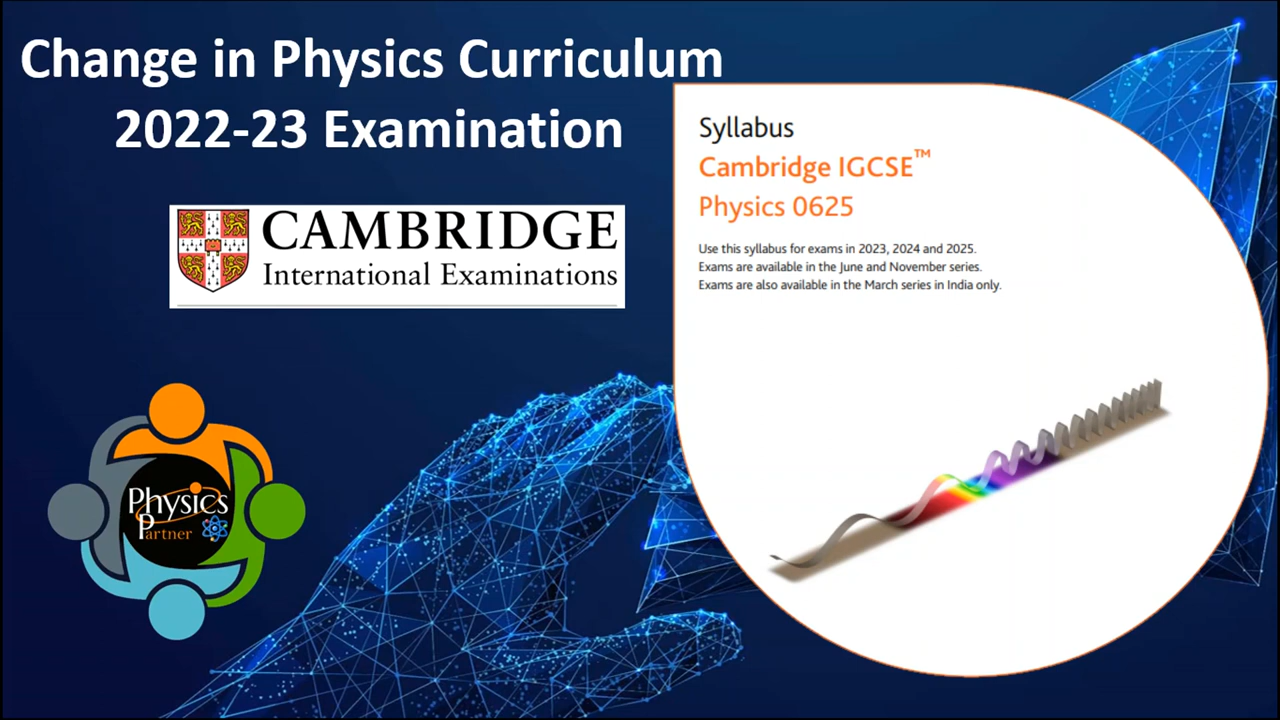 Change in Physics Curriculum
2022-23 Examination
CAMBRIDGE
International Examinations
Physics
Partner
Syllabus
Cambridge IGCSE™
Physics 0625
Use this syllabus for exams in 2023, 2024 and 2025.
Exams are available in the June and November series.
Exams are also available in the March series in India only.